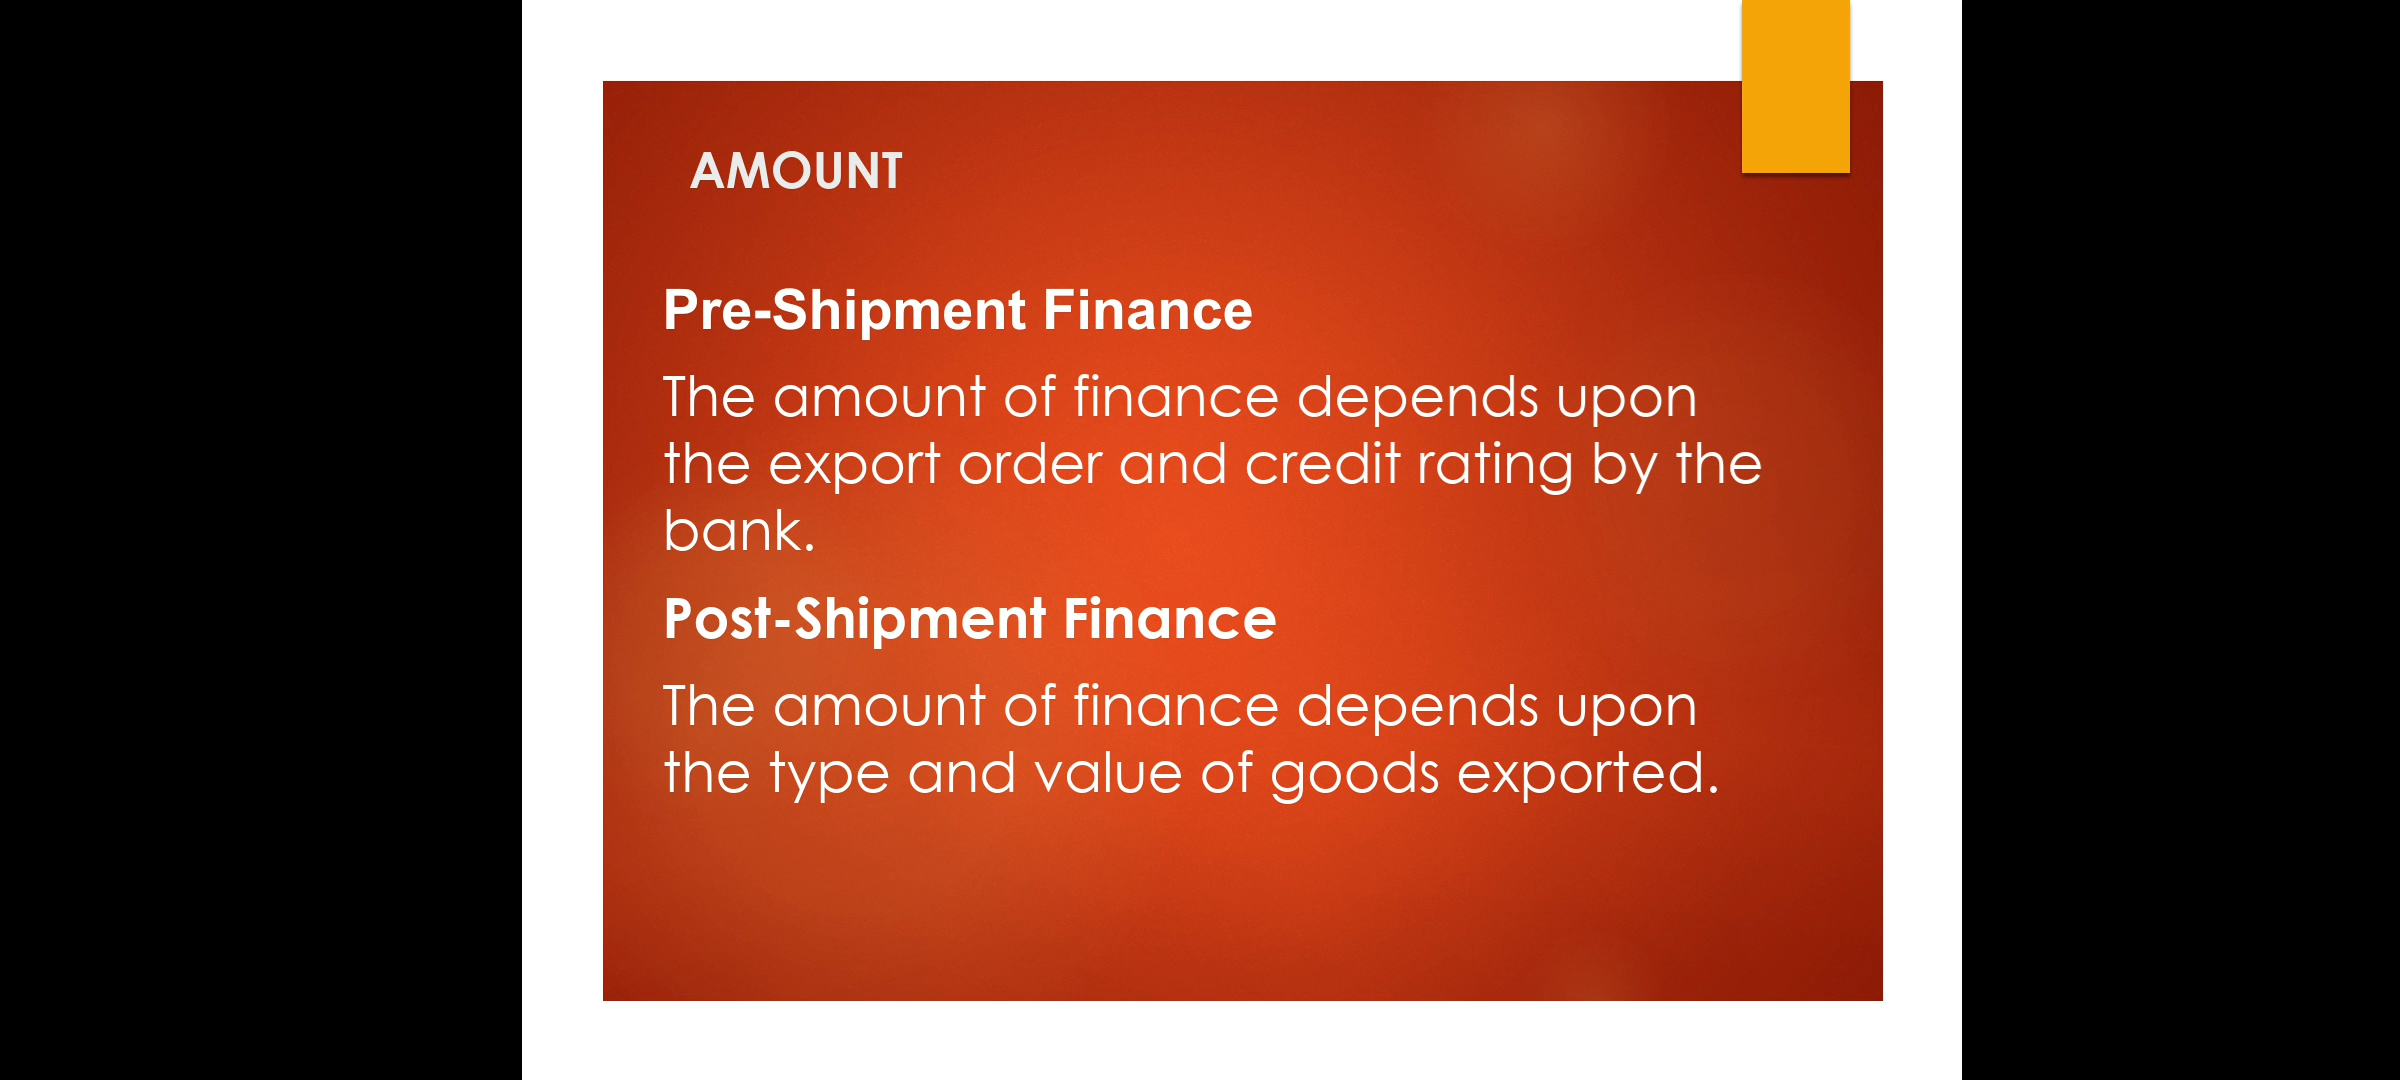 AMOUNT
Pre-Shipment Finance
The amount of finance depends upon
the export order and credit rating by the
bank.
Post-Shipment Finance
The amount of finance depends upon
the type and value of goods exported.